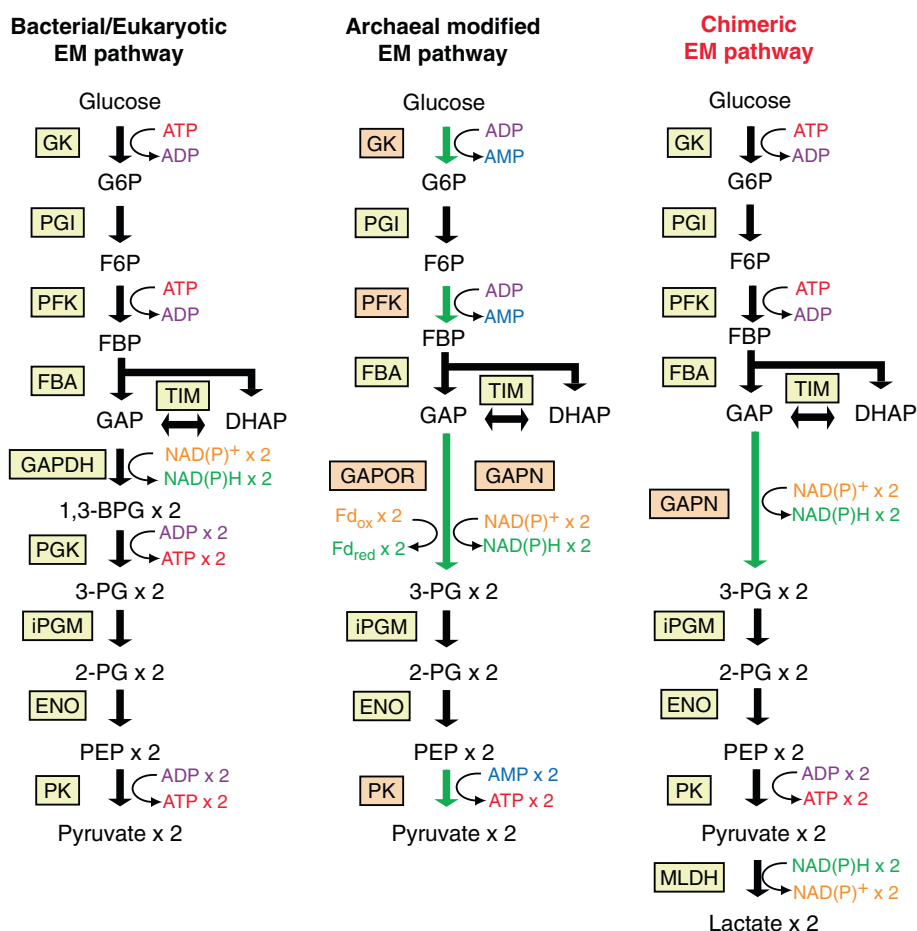 Bacterial/Eukaryotic
EM pathway
Glucose
GK
ATP
ADP
G6P
PGI
F6P
PFK
ATP
ADP
FBP
FBA
TIM
GAP
DHAP
GAPDH
NAD(P)+ x 2
NAD(P)H x 2
1,3-BPG x 2
PGK
ADP x 2
ATP x 2
3-PG x 2
iPGM
2-PG x 2
ENO
PEP x 2
PK
ADP x 2
ATP x 2
Pyruvate x 2
Archaeal modified
EM pathway
Glucose
GK
ADP
AMP
G6P
PGI
F6P
PFK
ADP
AMP
FBP
FBA
TIM
GAP
DHAP
GAPOR
GAPN
Fdox x 2
Fdred x 2
NAD(P)+ x 2
NAD(P)H x 2
3-PG x 2
iPGM
2-PG x 2
ENO
PEP x 2
PK
AMP x 2
ATP x 2
Pyruvate x 2
Chimeric
EM pathway
Glucose
GK
ATP
ADP
G6P
PGI
F6P
PFK
ATP
ADP
FBP
FBA
TIM
GAP
DHAP
GAPN
NAD(P)+ x 2
NAD(P)H x 2
3-PG x 2
iPGM
2-PG x 2
ENO
PEP x 2
PK
ADP x 2
ATP x 2
Pyruvate x 2
MLDH
NAD(P)H x 2
NAD(P)+ x 2
Lactate x 2